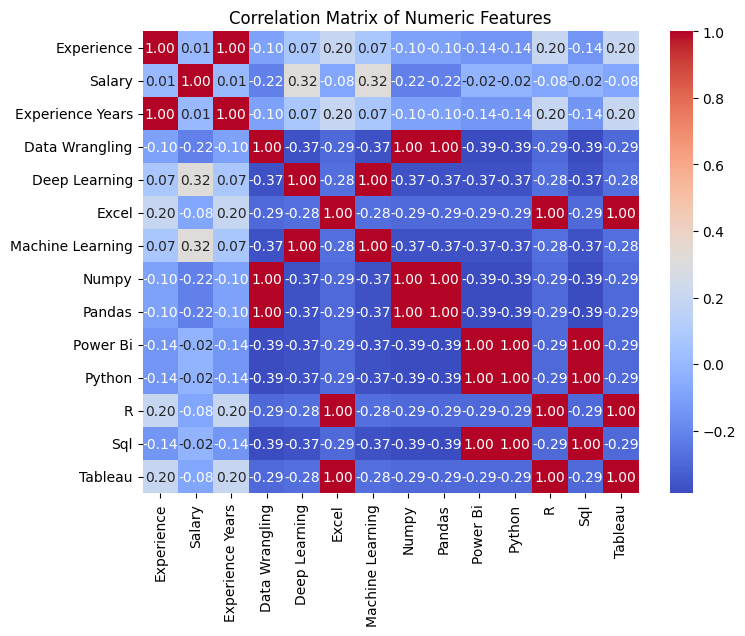 Correlation Matrix of Numeric Features
Experience 1.00 0.01 1.00 -0.10 0.07 0.20 0.07 -0.10 -0.10 -0.14 -0.14 0.20 -0.14 0.20
Salary 0.01 1.00 0.01 -0.22 0.32 -0.08 0.32 -0.22 -0.22 -0.02 -0.02 -0.08 -0.02 -0.08
Experience Years 1.00 0.01 1.00 -0.10 0.07 0.20 0.07 -0.10 -0.10 -0.14 -0.14 0.20 -0.14 0.20
Data Wrangling -0.10 -0.22 -0.10 1.00 -0.37 -0.29 -0.37 1.00 1.00 -0.39 -0.39 -0.29 -0.39 -0.29
Deep Learning 0.07 0.32 0.07 -0.37 1.00 -0.28 1.00 -0.37 -0.37 -0.37 -0.37 -0.28 -0.37 -0.28
Excel 0.20 -0.08 0.20 -0.29 -0.28 1.00 -0.28 -0.29 -0.29 -0.29 -0.29 1.00 -0.29 1.00
Machine Learning 0.07 0.32 0.07 -0.37 1.00 -0.28 1.00 -0.37 -0.37 -0.37 -0.37 -0.28 -0.37 -0.28
Numpy -0.10 -0.22 -0.10 1.00 -0.37 -0.29 -0.37 1.00 1.00 -0.39 -0.39 -0.29 -0.39 -0.29
Pandas -0.10 -0.22 -0.10 1.00 -0.37 -0.29 -0.37 1.00 1.00 -0.39 -0.39 -0.29 -0.39 -0.29
Power Bi -0.14 -0.02 -0.14 -0.39 -0.37 -0.29 -0.37 -0.39 -0.39 1.00 1.00 -0.29 1.00 -0.29
Python -0.14 -0.02 -0.14 -0.39 -0.37 -0.29 -0.37 -0.39 -0.39 1.00 1.00 -0.29 1.00 -0.29
R 0.20 -0.08 0.20 -0.29 -0.28 1.00 -0.28 -0.29 -0.29 -0.29 -0.29 1.00 -0.29 1.00
Sql -0.14 -0.02 -0.14 -0.39 -0.37 -0.29 -0.37 -0.39 -0.39 1.00 1.00 -0.29 1.00 -0.29
Tableau 0.20 -0.08 0.20 -0.29 -0.28 1.00 -0.28 -0.29 -0.29 -0.29 -0.29 1.00 -0.29 1.00
Experience
Salary
Experience Years
Data Wrangling
Deep Learning
Excel
Machine Learning
Numpy
Pandas
Power Bi
Python
R
Sql
Tableau
1.0
0.8
0.6
0.4
0.2
0.0
−0.2